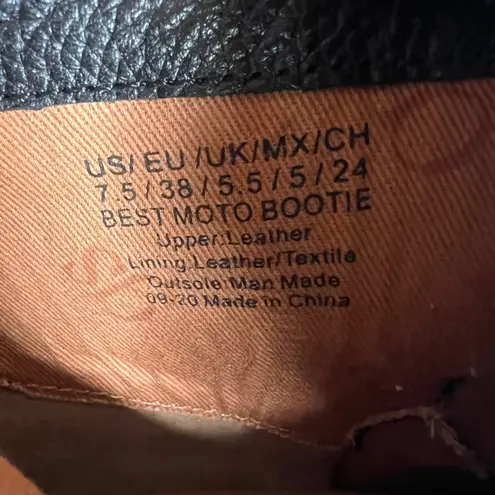 US/ EU /UK/MX/CH
7.5 / 38 / 5.5 / 5 / 24
BEST MOTO BOOTIE
Upper:Leather
Lining:Leather/Textile
Outsole:Man Made
09-20 Made in China